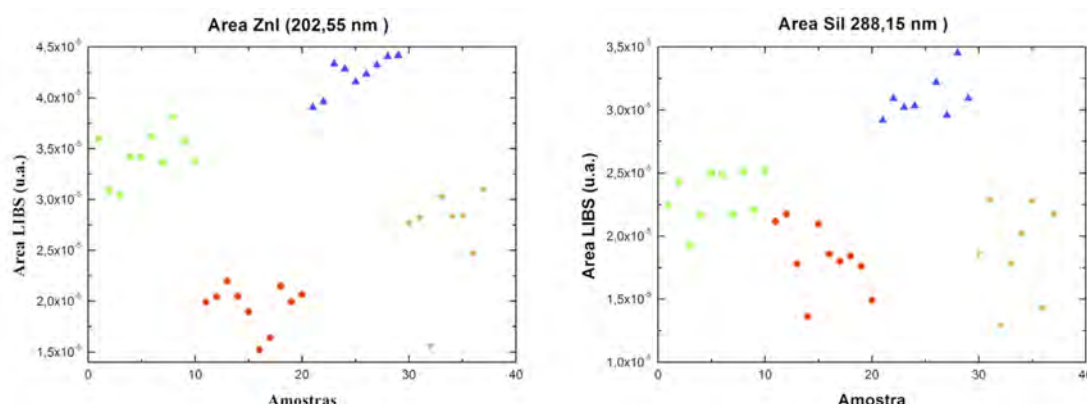 Area ZnI (202,55 nm )
4,5x10⁻⁵
4,0x10⁻⁵
3,5x10⁻⁵
3,0x10⁻⁵
2,5x10⁻⁵
2,0x10⁻⁵
1,5x10⁻⁵
Area LIBS (u.a.)
0 10 20 30 40
Amostras
Area SiI 288,15 nm )
3,5x10⁻⁵
3,0x10⁻⁵
2,5x10⁻⁵
2,0x10⁻⁵
1,5x10⁻⁵
1,0x10⁻⁵
Area LIBS (u.a.)
0 10 20 30 40
Amostra